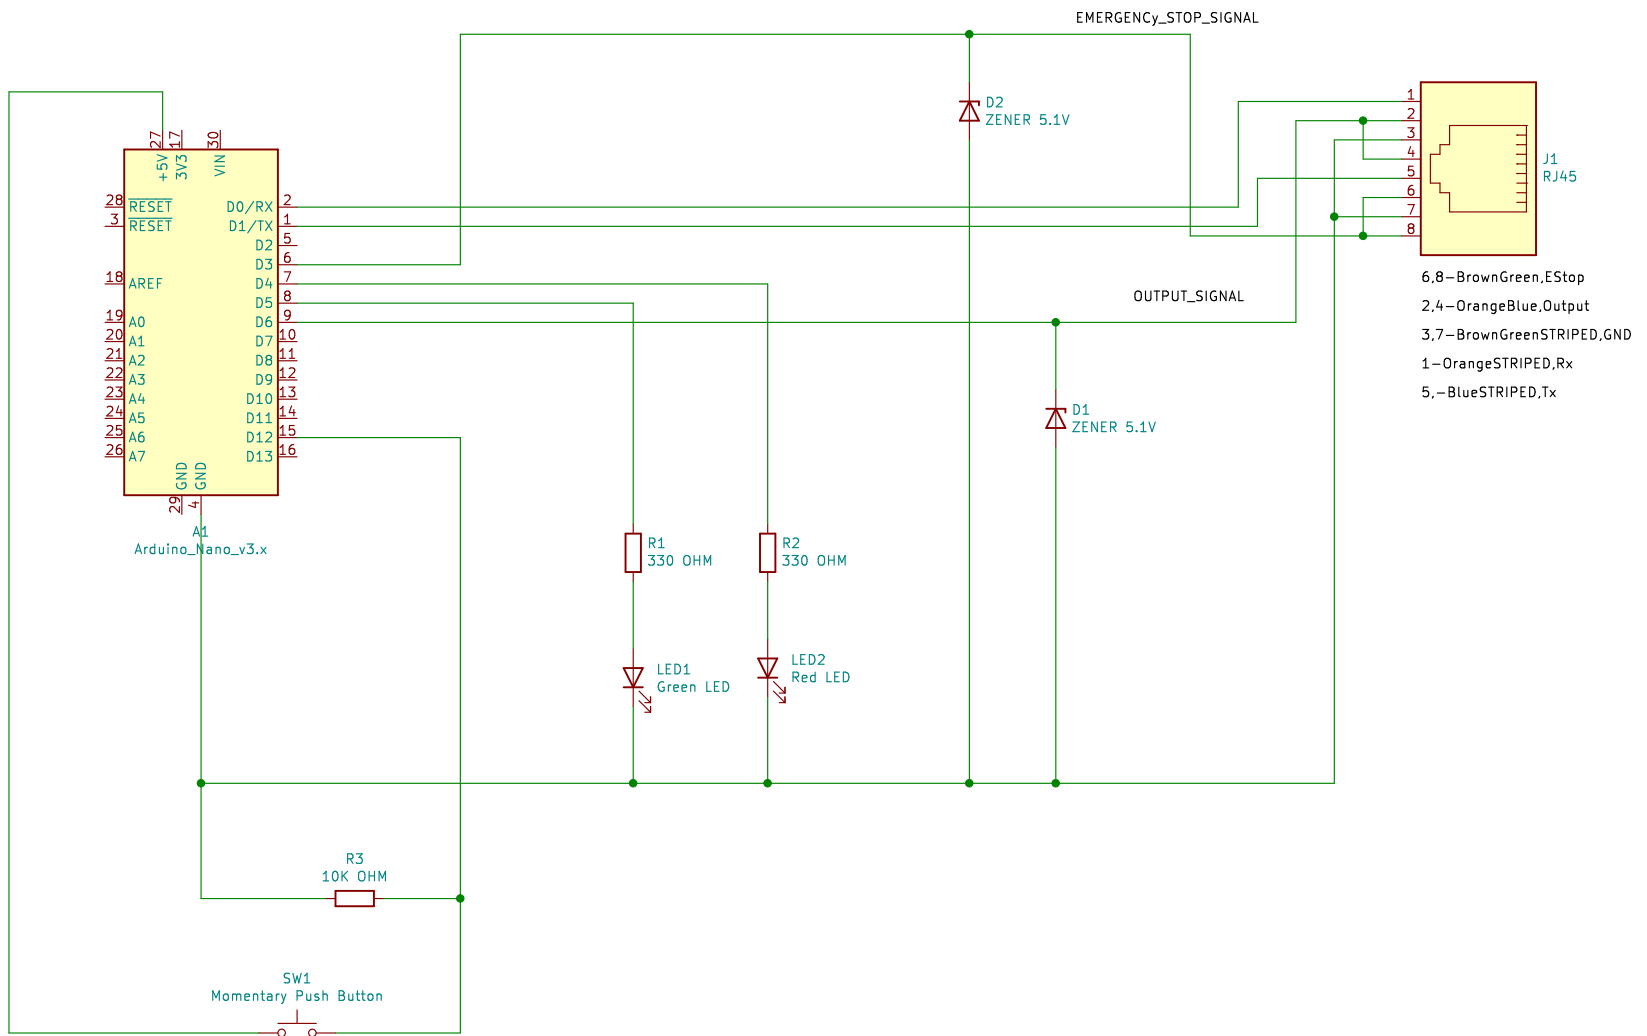 EMERGENCy_STOP_SIGNAL
D2
ZENER 5.1V
1
2
3
4
5
6
7
8
J1
RJ45
27
17
30
+5V
3V3
VIN
28
RESET
D0/RX
2
3
RESET
D1/TX
1
D2
5
D3
6
18
AREF
D4
7
D5
8
19
A0
D6
9
20
A1
D7
10
21
A2
D8
11
22
A3
D9
12
23
A4
D10
13
24
A5
D11
14
25
A6
D12
15
26
A7
D13
16
GND
GND
29
4
A1
Arduino_Nano_v3.x
6,8-BrownGreen,EStop
OUTPUT_SIGNAL
2,4-OrangeBlue,Output
3,7-BrownGreenSTRIPED,GND
1-OrangeSTRIPED,Rx
5,-BlueSTRIPED,Tx
D1
ZENER 5.1V
R1
330 OHM
R2
330 OHM
LED1
Green LED
LED2
Red LED
R3
10K OHM
SW1
Momentary Push Button